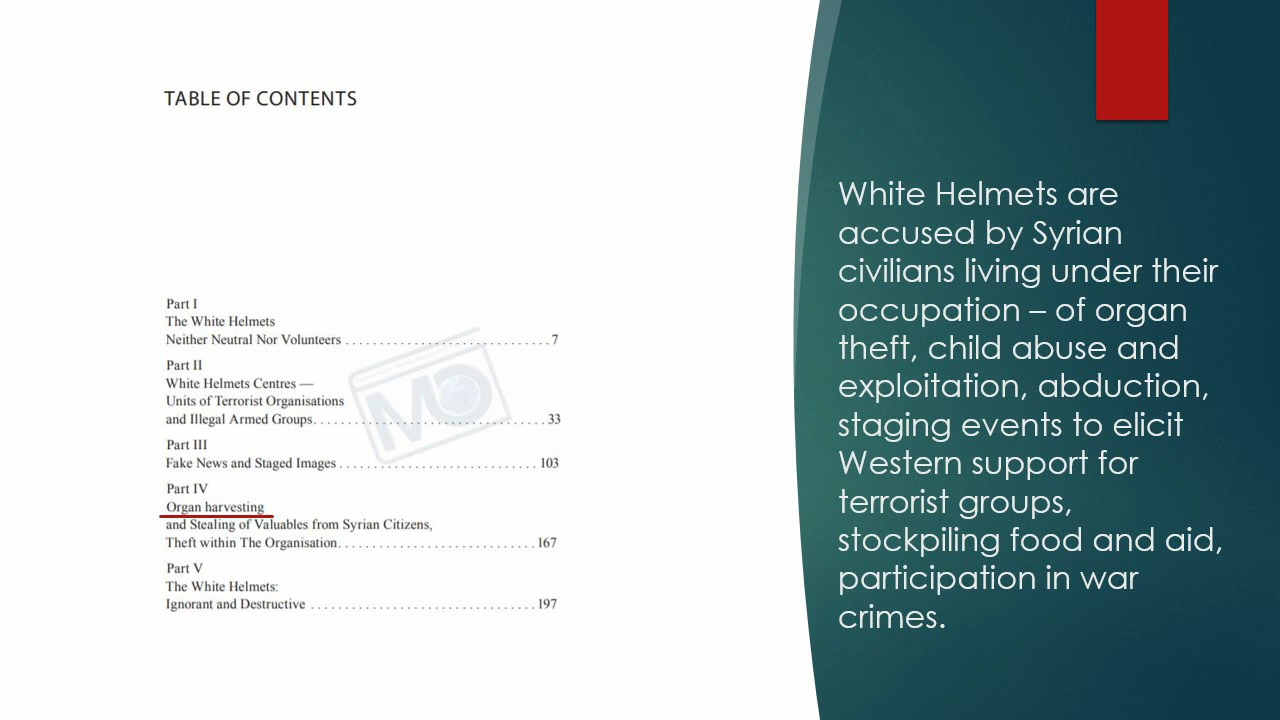 TABLE OF CONTENTS
Part I
The White Helmets
Neither Neutral Nor Volunteers . . . . . . . . . . . . . . . . . . . . . . . . . . . . . . 7
Part II
White Helmets Centres —
Units of Terrorist Organisations
and Illegal Armed Groups. . . . . . . . . . . . . . . . . . . . . . . . . . . . . . . . . . 33
Part III
Fake News and Staged Images . . . . . . . . . . . . . . . . . . . . . . . . . . . . . 103
Part IV
Organ harvesting
and Stealing of Valuables from Syrian Citizens,
Theft within The Organisation. . . . . . . . . . . . . . . . . . . . . . . . . . . . . 167
Part V
The White Helmets:
Ignorant and Destructive . . . . . . . . . . . . . . . . . . . . . . . . . . . . . . . . . 197
White Helmets are
accused by Syrian
civilians living under their
occupation – of organ
theft, child abuse and
exploitation, abduction,
staging events to elicit
Western support for
terrorist groups,
stockpiling food and aid,
participation in war
crimes.